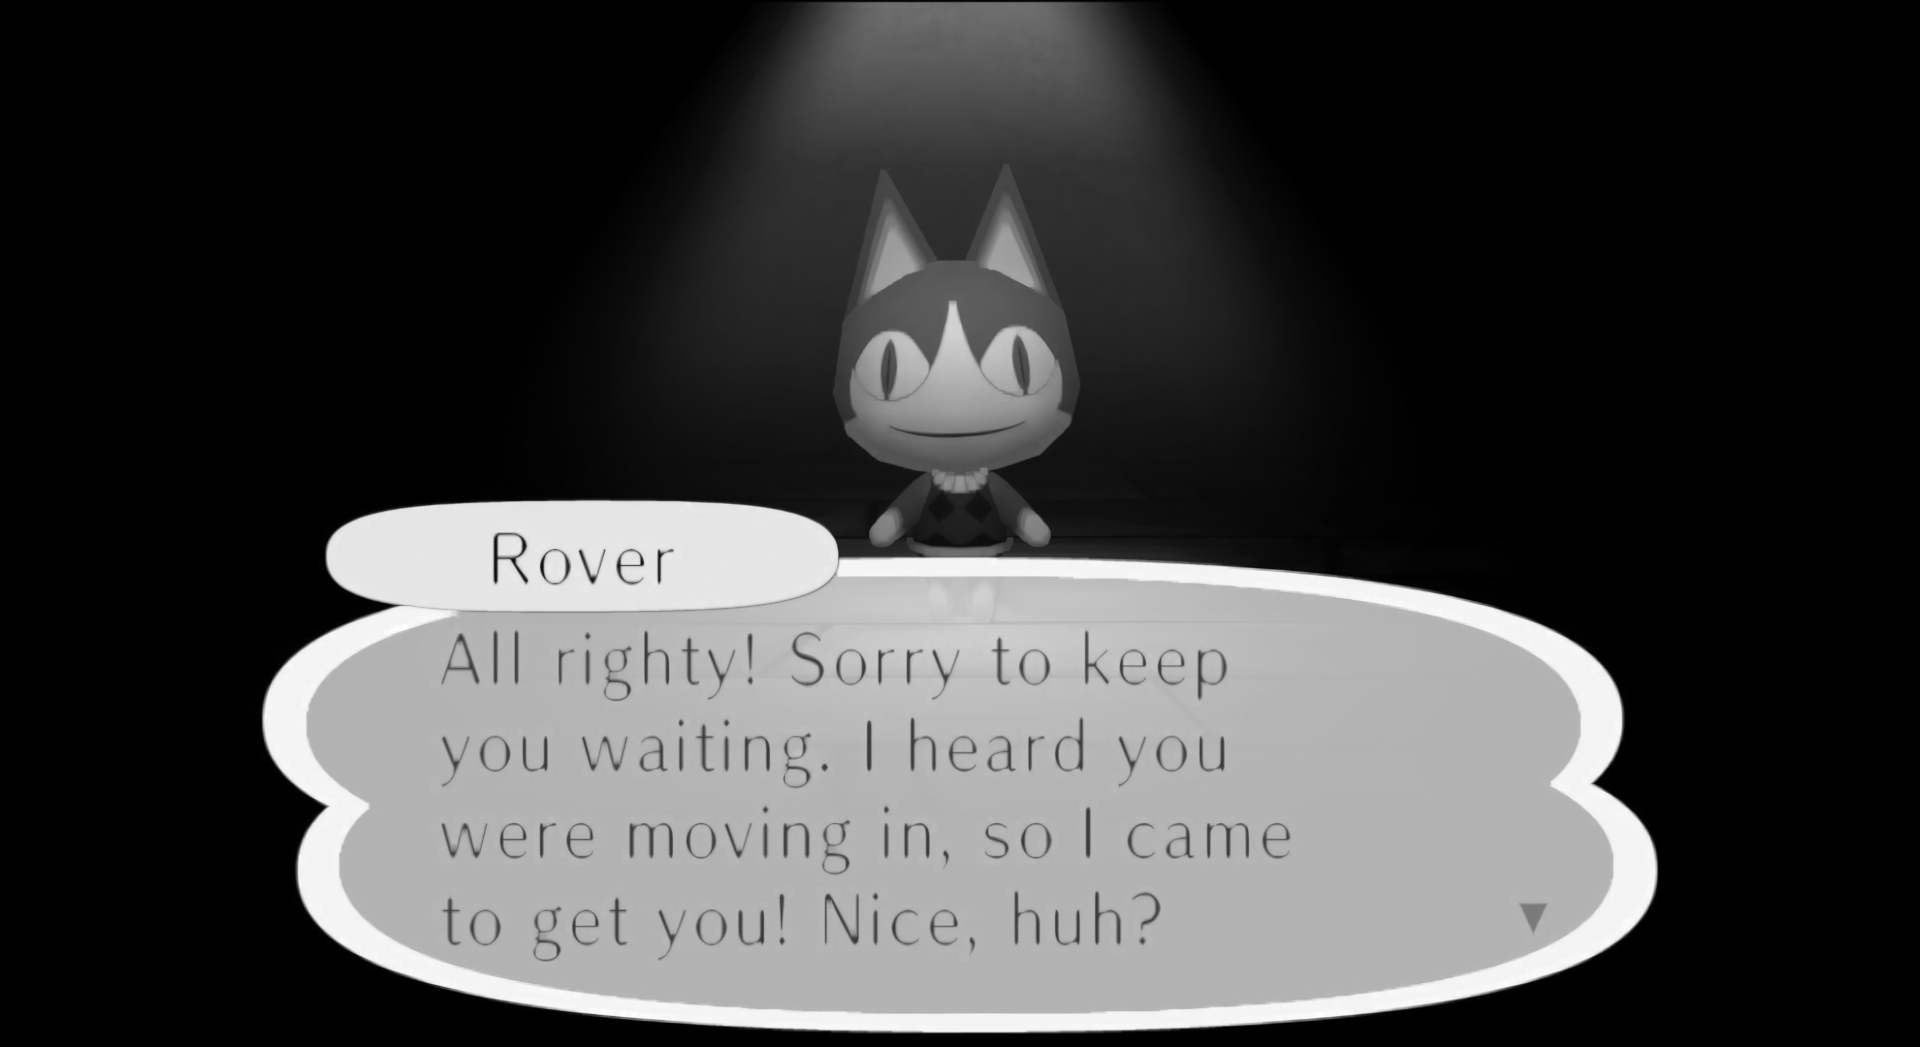 Rover
All righty! Sorry to keep
you waiting. I heard you
were moving in, so I came
to get you! Nice, huh?